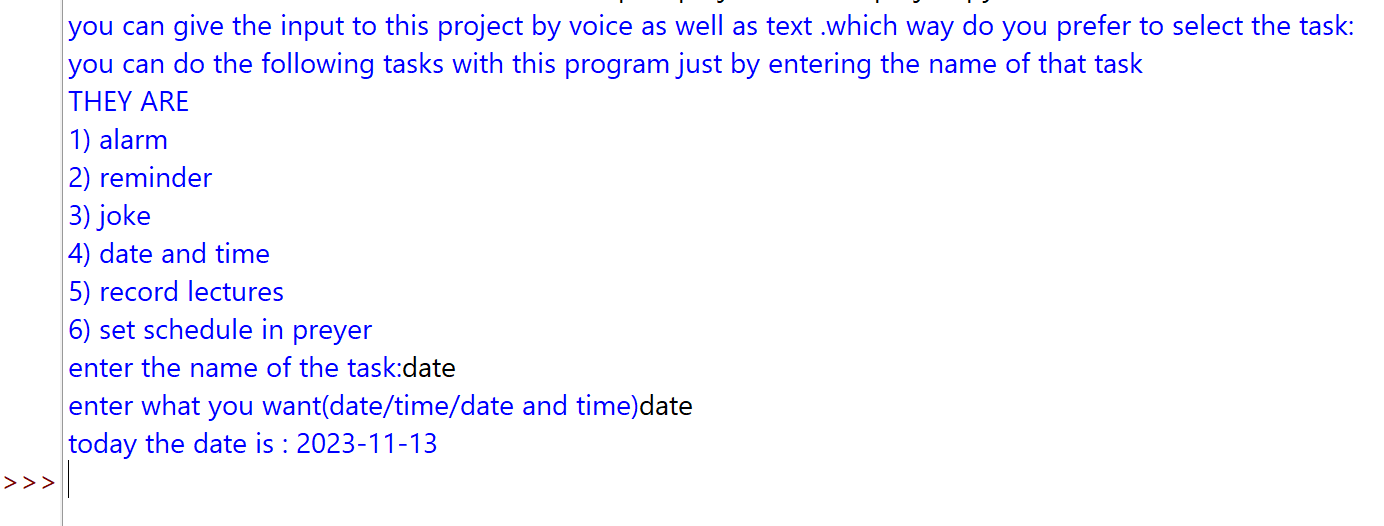 you can give the input to this project by voice as well as text .which way do you prefer to select the task:
you can do the following tasks with this program just by entering the name of that task
THEY ARE
1) alarm
2) reminder
3) joke
4) date and time
5) record lectures
6) set schedule in preyer
enter the name of the task:date
enter what you want(date/time/date and time)date
today the date is : 2023-11-13
>>>